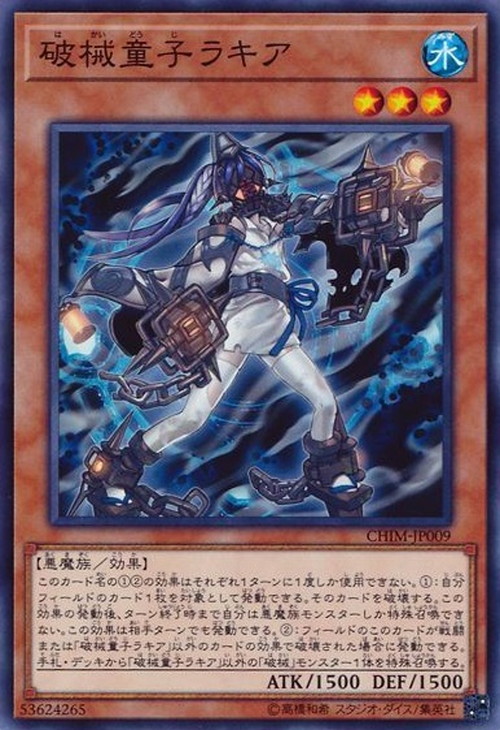 破械童子ラキア
水
CHIM-JP009
【悪魔族／効果】
このカード名の①②の効果はそれぞれ1ターンに1度しか使用できない。①：自分
フィールドのカード1枚を対象として発動できる。そのカードを破壊する。この
効果の発動後、ターン終了時まで自分は悪魔族モンスターしか特殊召喚でき
ない。この効果は相手ターンでも発動できる。②：フィールドのこのカードが戦闘
または「破械童子ラキア」以外のカードの効果で破壊された場合に発動できる。
手札・デッキから「破械童子ラキア」以外の「破械」モンスター1体を特殊召喚する。
ATK/1500 DEF/1500
53624265
©高橋和希 スタジオ・ダイス/集英社